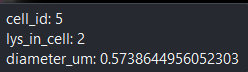 cell_id: 5
lys_in_cell: 2
diameter_um: 0.5738644956052303